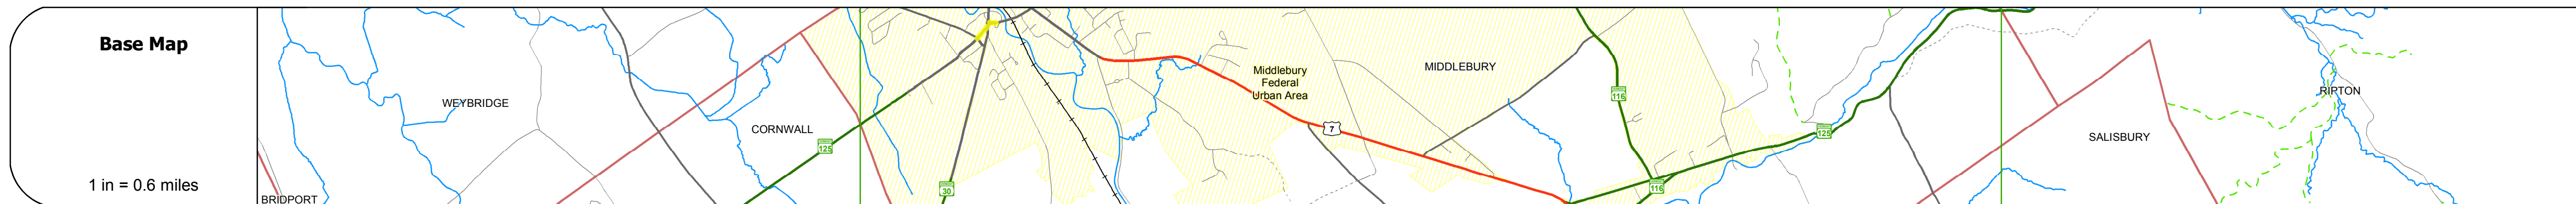 Base Map
1 in = 0.6 miles
BRIDPORT
WEYBRIDGE
CORNWALL
125
30
Middlebury
Federal
Urban Area
7
MIDDLEBURY
116
116
125
SALISBURY
RIPTON